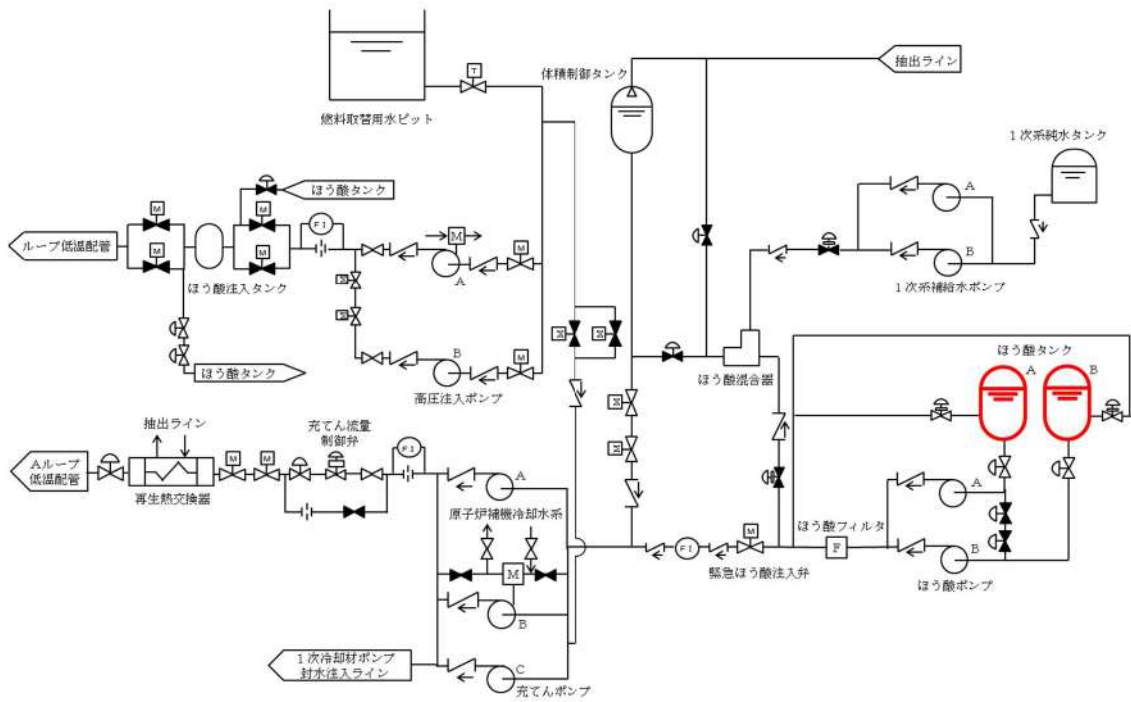 体積制御タンク
抽出ライン
T
燃料取替用水ピット
1次系純水タンク
ほう酸タンク
A
M
M
FI
M
ループ低温配管
M
B
M
M
A
ほう酸注入タンク
1次系補給水ポンプ
M
M
M
M
ほう酸タンク
B
M
ほう酸混合器
ほう酸タンク
A
B
高圧注入ポンプ
M
抽出ライン
充てん流量
制御弁
FI
M
Aループ
低温配管
M
M
A
A
再生熱交換器
原子炉補機冷却水系
ほう酸フィルタ
M
FI
F
B
緊急ほう酸注入弁
ほう酸ポンプ
M
B
1次冷却材ポンプ
封水注入ライン
C
充てんポンプ